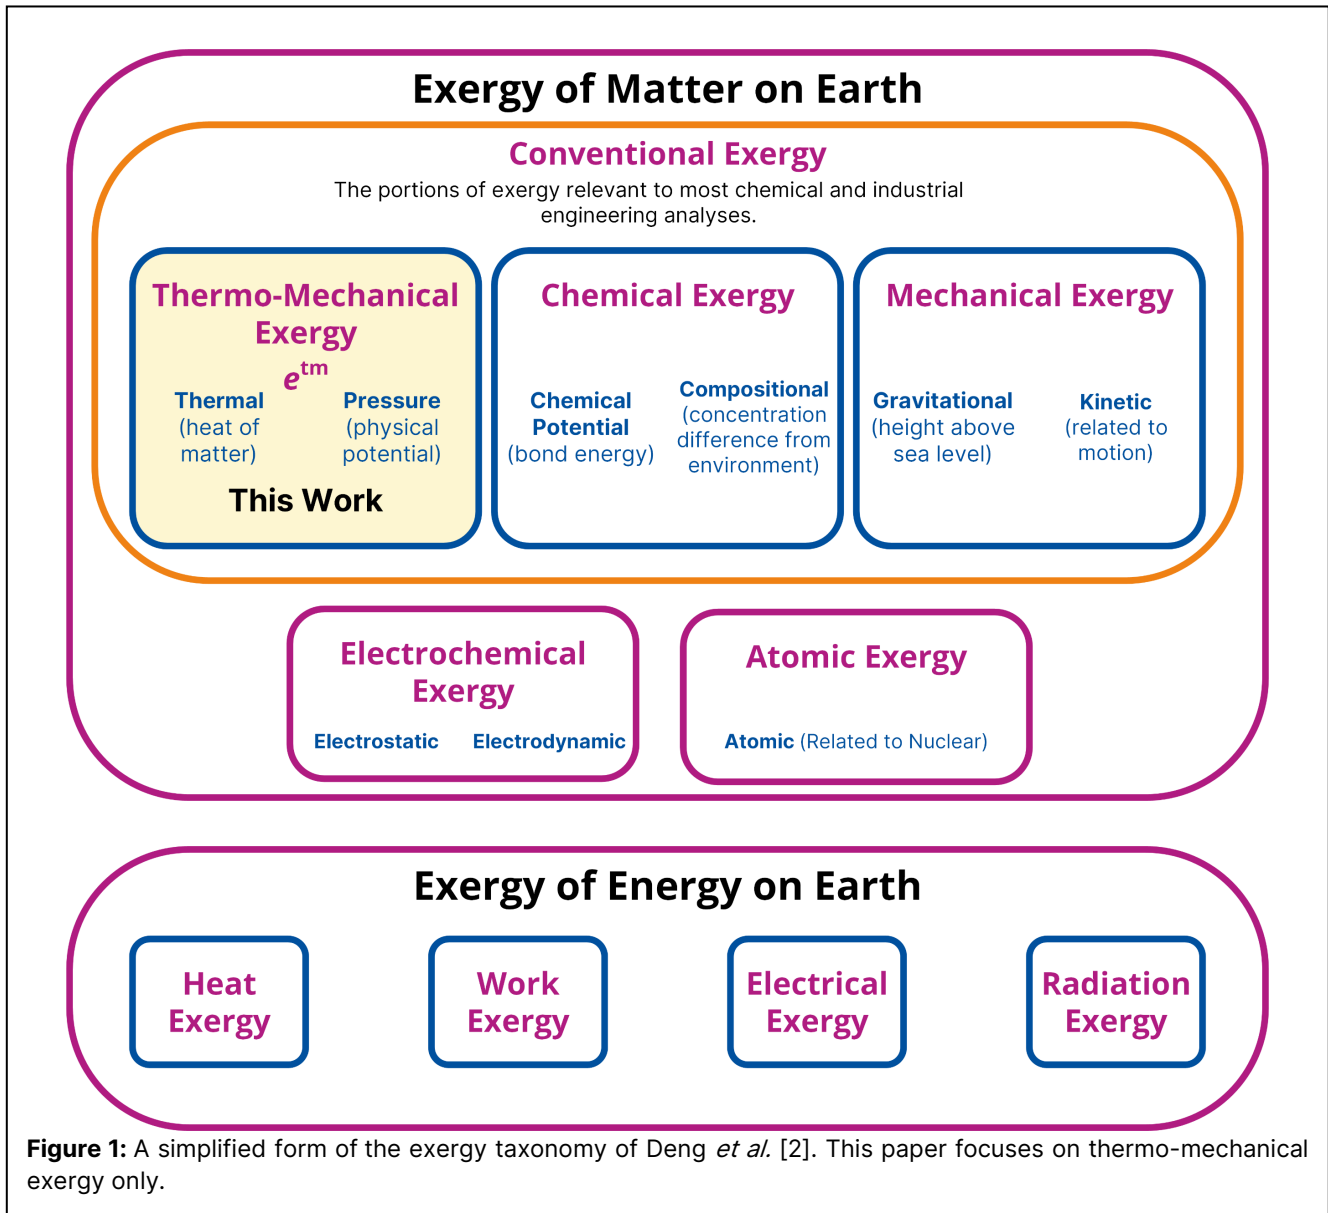 Exergy of Matter on Earth
Conventional Exergy
The portions of exergy relevant to most chemical and industrial
engineering analyses.
Thermo-Mechanical
Exergy
e^tm
Thermal
(heat of
matter)
Pressure
(physical
potential)
This Work
Chemical Exergy
Chemical
Potential
(bond energy)
Compositional
(concentration
difference from
environment)
Mechanical Exergy
Gravitational
(height above
sea level)
Kinetic
(related to
motion)
Electrochemical
Exergy
Electrostatic
Electrodynamic
Atomic Exergy
Atomic (Related to Nuclear)
Exergy of Energy on Earth
Heat
Exergy
Work
Exergy
Electrical
Exergy
Radiation
Exergy
Figure 1: A simplified form of the exergy taxonomy of Deng et al. [2]. This paper focuses on thermo-mechanical
exergy only.